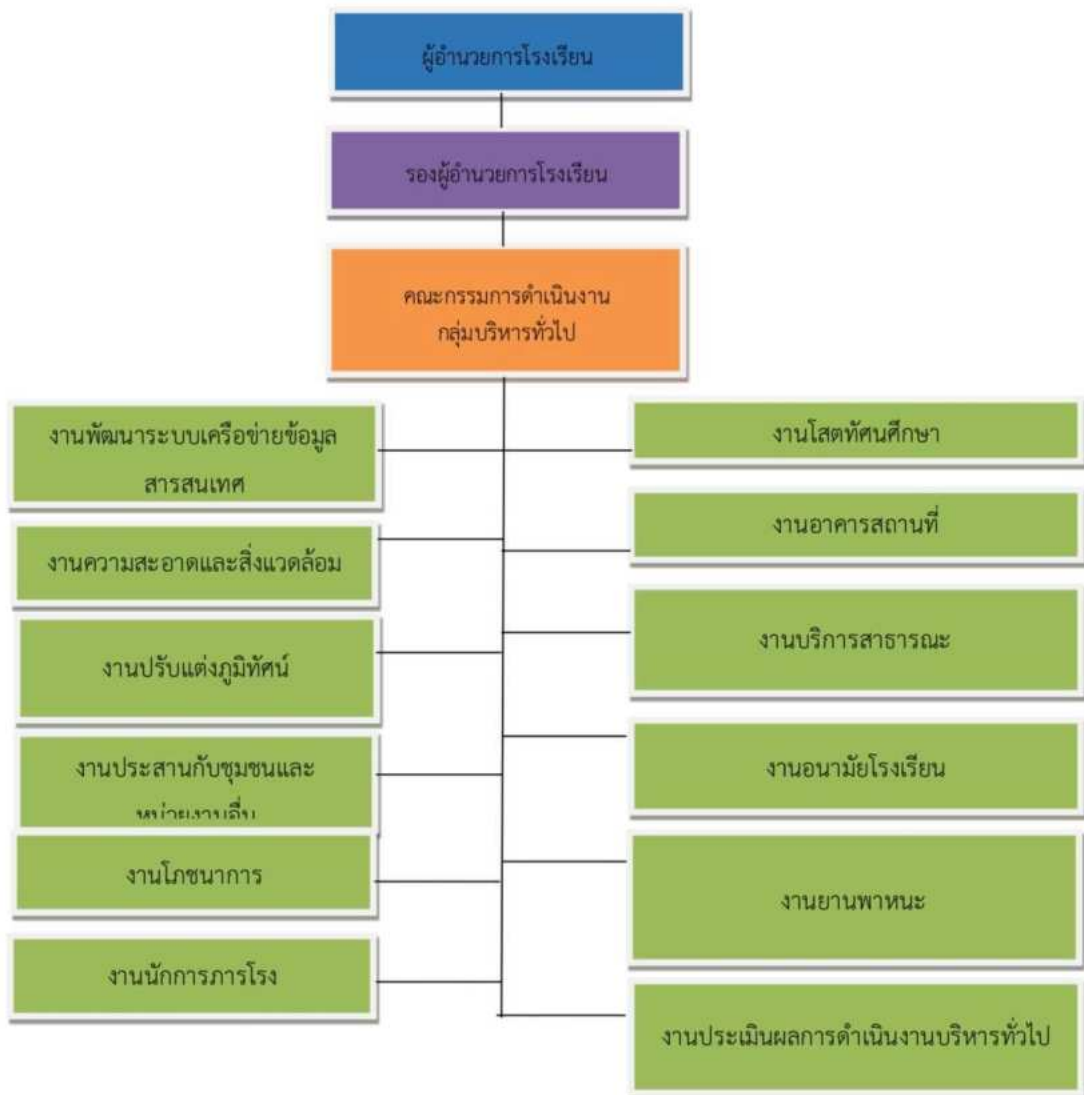 ผู้อำนวยการโรงเรียน
รองผู้อำนวยการโรงเรียน
คณะกรรมการดำเนินงาน
กลุ่มบริหารทั่วไป
งานพัฒนาระบบเครือข่ายข้อมูล
สารสนเทศ
งานความสะอาดและสิ่งแวดล้อม
งานปรับแต่งภูมิทัศน์
งานประสานกับชุมชนและ
หน่วยงานอื่น
งานโภชนาการ
งานนักการภารโรง
งานโสตทัศนศึกษา
งานอาคารสถานที่
งานบริการสาธารณะ
งานอนามัยโรงเรียน
งานยานพาหนะ
งานประเมินผลการดำเนินงานบริหารทั่วไป